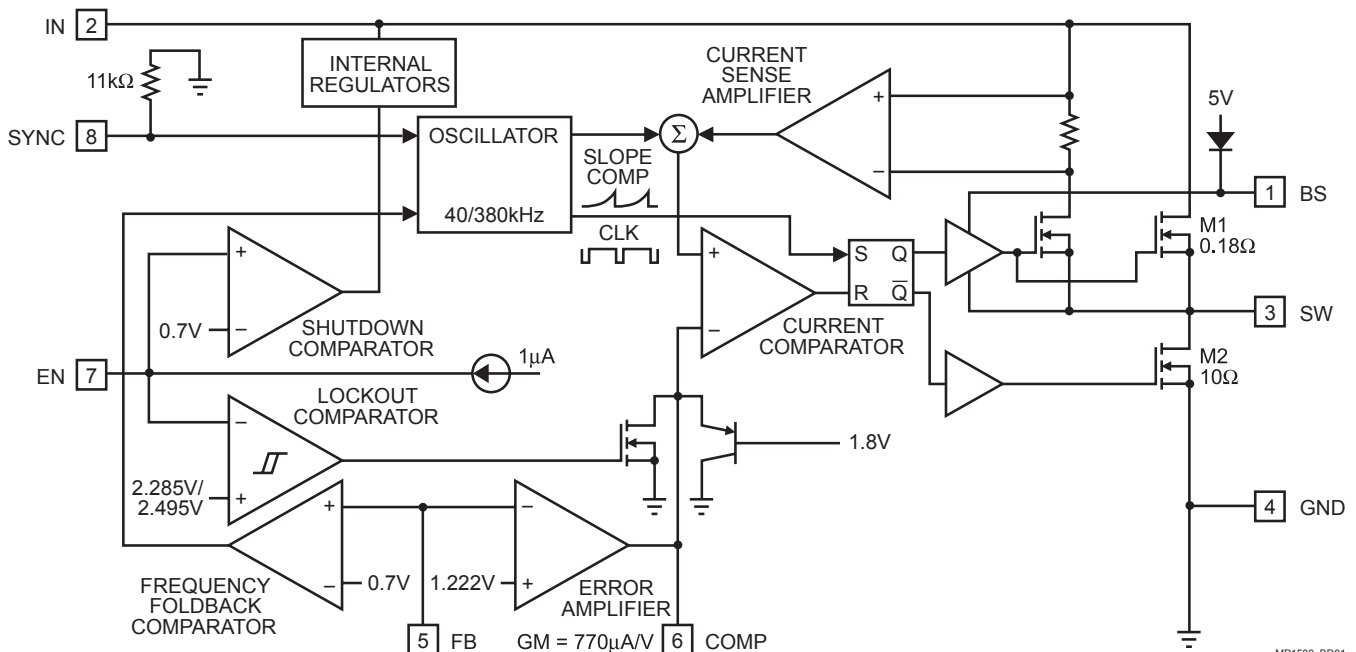 IN 2
INTERNAL
REGULATORS
CURRENT
SENSE
AMPLIFIER
+
−
5V
11kΩ
SYNC 8
OSCILLATOR
40/380kHz
Σ
SLOPE
COMP
CLK
1 BS
M1
0.18Ω
+
−
0.7V
SHUTDOWN
COMPARATOR
+
−
CURRENT
COMPARATOR
S Q
R Q̅
3 SW
M2
10Ω
EN 7
1µA
LOCKOUT
COMPARATOR
−
+
2.285V/
2.495V
1.8V
+
−
0.7V
FREQUENCY
FOLDBACK
COMPARATOR
−
+
1.222V
ERROR
AMPLIFIER
4 GND
5 FB
GM = 770µA/V
6 COMP